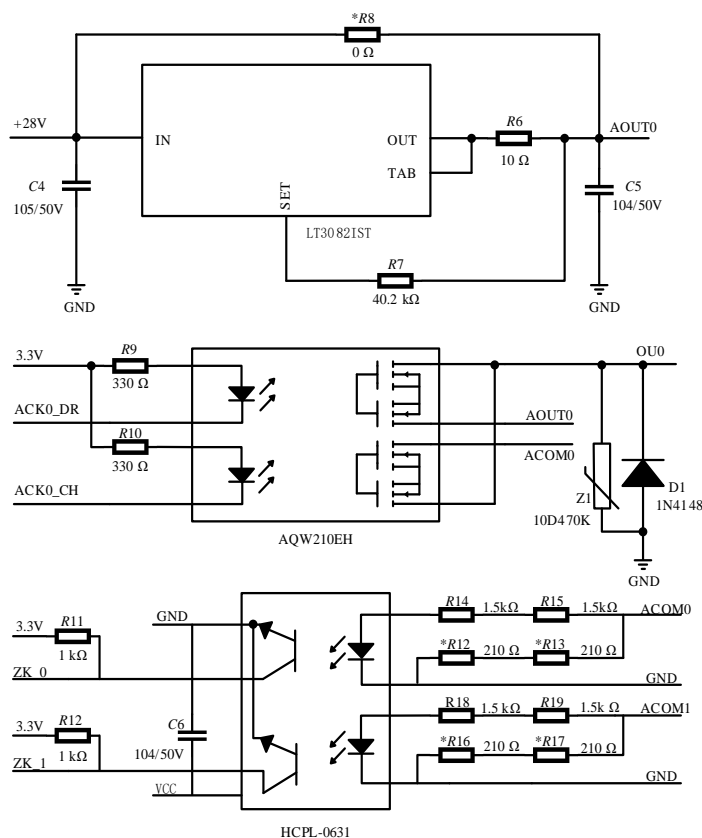 *R8
0 Ω
+28V
IN
OUT
TAB
SET
R6
10 Ω
AOUT0
C4
105/50V
C5
104/50V
LT3082IST
R7
40.2 kΩ
GND
GND
3.3V
R9
330 Ω
OU0
ACK0_DR
AOUT0
R10
330 Ω
ACOM0
ACK0_CH
Z1
10D470K
D1
1N4148
AQW210EH
GND
3.3V
R11
1 kΩ
ZK_0
GND
R14
1.5kΩ
R15
1.5kΩ
ACOM0
*R12
210 Ω
*R13
210 Ω
GND
3.3V
R12
1 kΩ
ZK_1
C6
104/50V
VCC
R18
1.5 kΩ
R19
1.5k Ω
ACOM1
*R16
210 Ω
*R17
210 Ω
GND
HCPL-0631